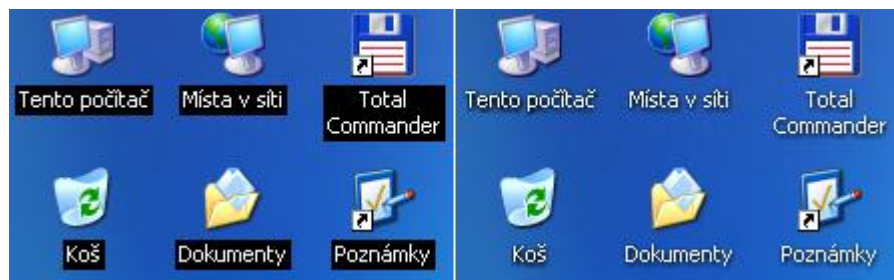 Tento počítač
Místa v síti
Total
Commander
Koš
Dokumenty
Poznámky
Tento počítač
Místa v síti
Total
Commander
Koš
Dokumenty
Poznámky